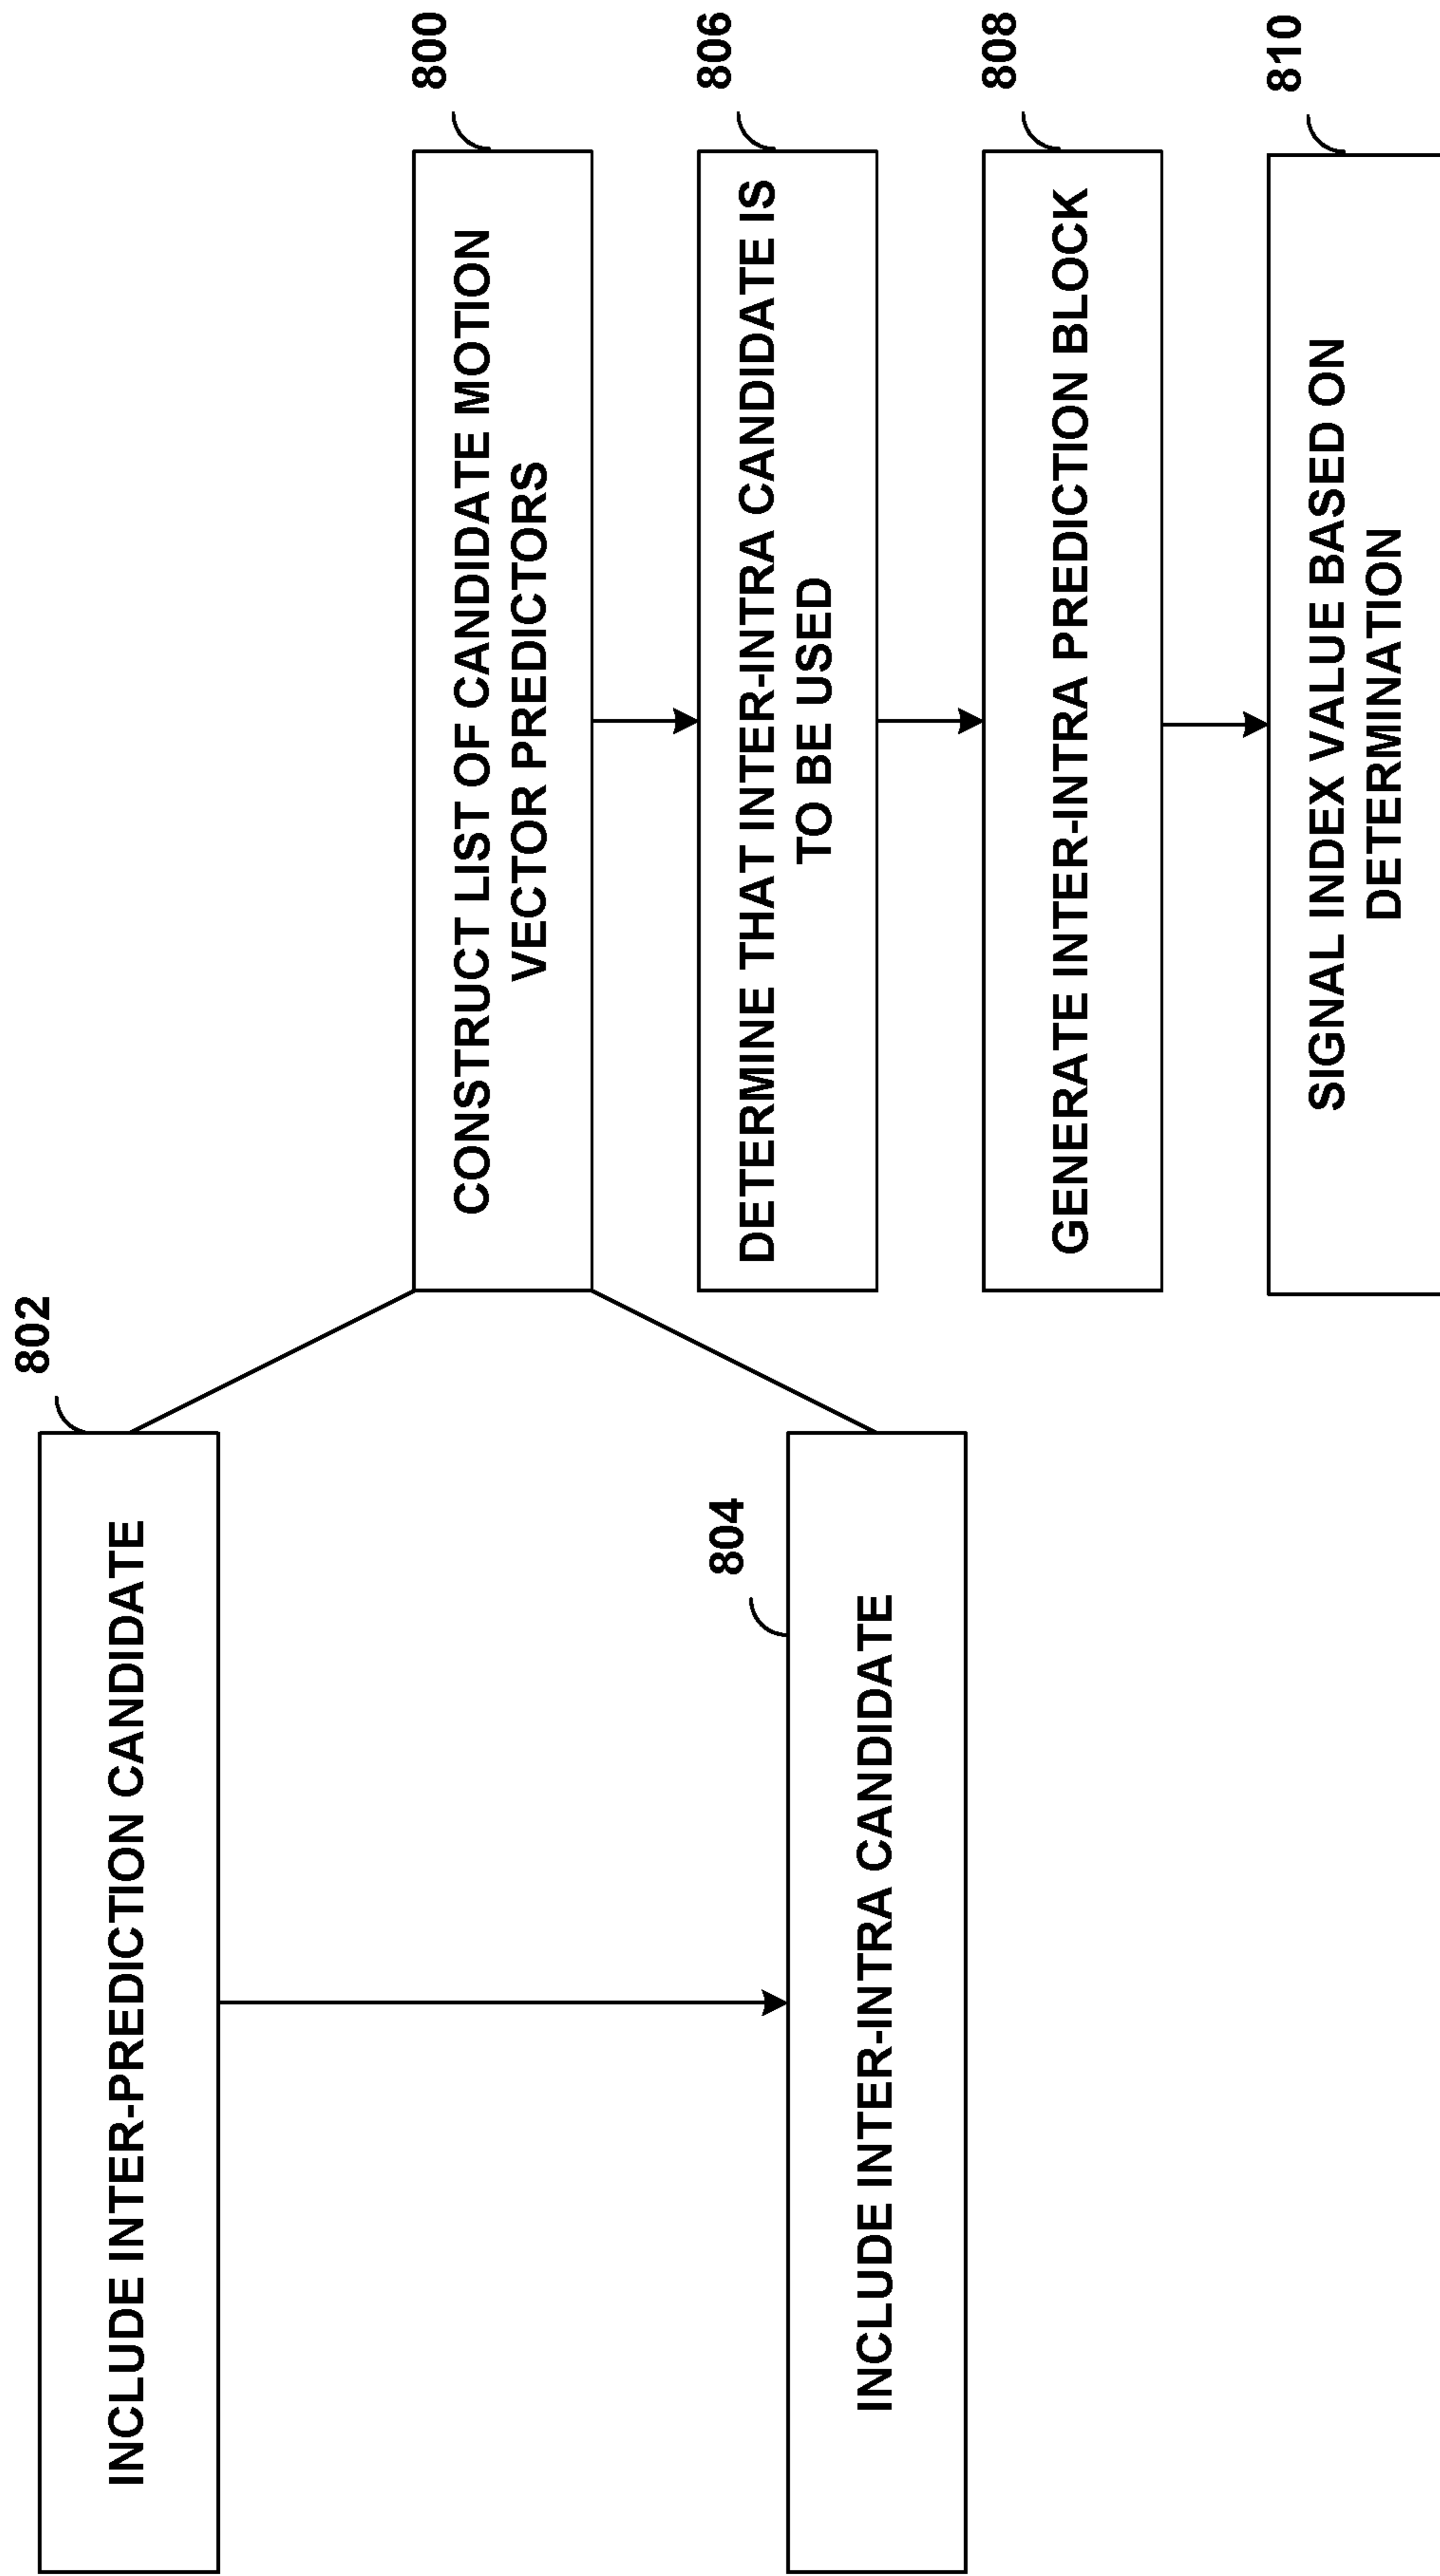 802
INCLUDE INTER-PREDICTION CANDIDATE
804
INCLUDE INTER-INTRA CANDIDATE
800
CONSTRUCT LIST OF CANDIDATE MOTION
VECTOR PREDICTORS
806
DETERMINE THAT INTER-INTRA CANDIDATE IS
TO BE USED
808
GENERATE INTER-INTRA PREDICTION BLOCK
810
SIGNAL INDEX VALUE BASED ON
DETERMINATION